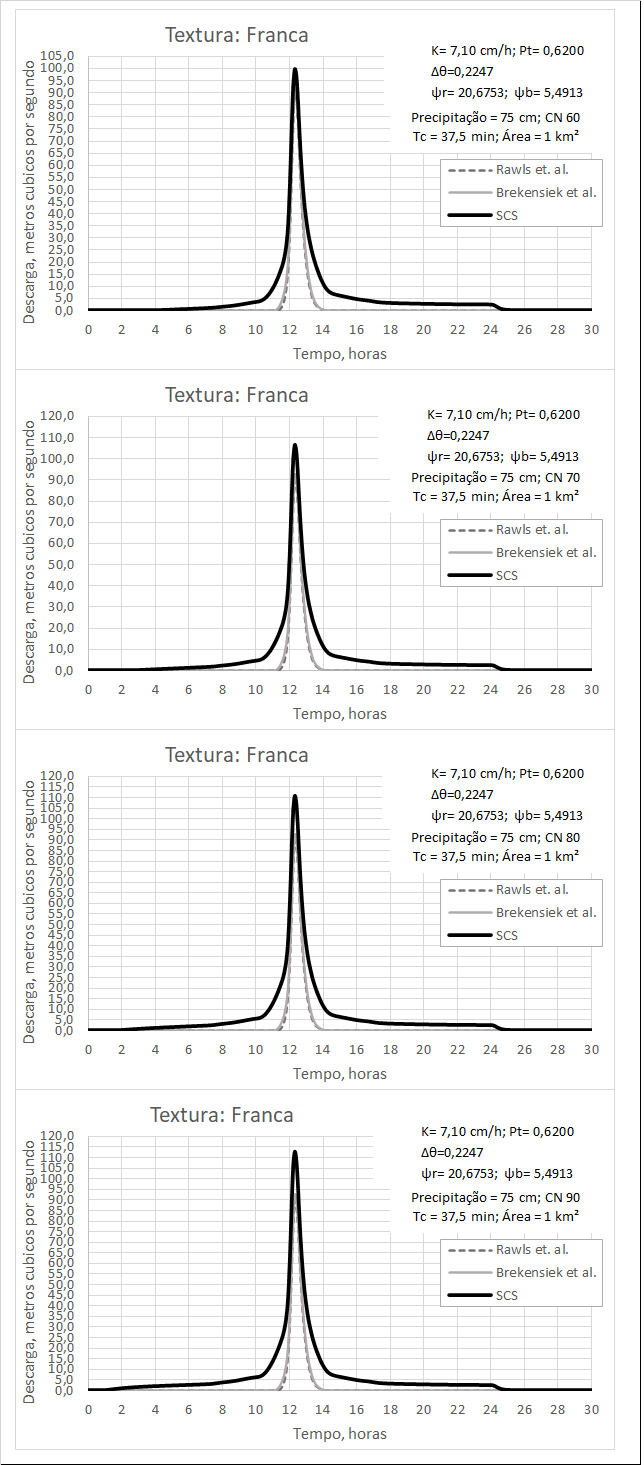 Textura: Franca
K= 7,10 cm/h; Pt= 0,6200
Δθ=0,2247
ψr= 20,6753; ψb= 5,4913
Precipitação = 75 cm; CN 60
Tc = 37,5 min; Área = 1 km²
Rawls et. al.
Brekensiek et al.
SCS
Descarga, metros cubicos por segundo
105,0
100,0
95,0
90,0
85,0
80,0
75,0
70,0
65,0
60,0
55,0
50,0
45,0
40,0
35,0
30,0
25,0
20,0
15,0
10,0
5,0
0,0
0 2 4 6 8 10 12 14 16 18 20 22 24 26 28 30
Tempo, horas
Textura: Franca
K= 7,10 cm/h; Pt= 0,6200
Δθ=0,2247
ψr= 20,6753; ψb= 5,4913
Precipitação = 75 cm; CN 70
Tc = 37,5 min; Área = 1 km²
Rawls et. al.
Brekensiek et al.
SCS
Descarga, metros cubicos por segundo
120,0
110,0
100,0
90,0
80,0
70,0
60,0
50,0
40,0
30,0
20,0
10,0
0,0
0 2 4 6 8 10 12 14 16 18 20 22 24 26 28 30
Tempo, horas
Textura: Franca
K= 7,10 cm/h; Pt= 0,6200
Δθ=0,2247
ψr= 20,6753; ψb= 5,4913
Precipitação = 75 cm; CN 80
Tc = 37,5 min; Área = 1 km²
Rawls et. al.
Brekensiek et al.
SCS
Descarga, metros cubicos por segundo
120,0
115,0
110,0
105,0
100,0
95,0
90,0
85,0
80,0
75,0
70,0
65,0
60,0
55,0
50,0
45,0
40,0
35,0
30,0
25,0
20,0
15,0
10,0
5,0
0,0
0 2 4 6 8 10 12 14 16 18 20 22 24 26 28 30
Tempo, horas
Textura: Franca
K= 7,10 cm/h; Pt= 0,6200
Δθ=0,2247
ψr= 20,6753; ψb= 5,4913
Precipitação = 75 cm; CN 90
Tc = 37,5 min; Área = 1 km²
Rawls et. al.
Brekensiek et al.
SCS
Descarga, metros cubicos por segundo
120,0
115,0
110,0
105,0
100,0
95,0
90,0
85,0
80,0
75,0
70,0
65,0
60,0
55,0
50,0
45,0
40,0
35,0
30,0
25,0
20,0
15,0
10,0
5,0
0,0
0 2 4 6 8 10 12 14 16 18 20 22 24 26 28 30
Tempo, horas